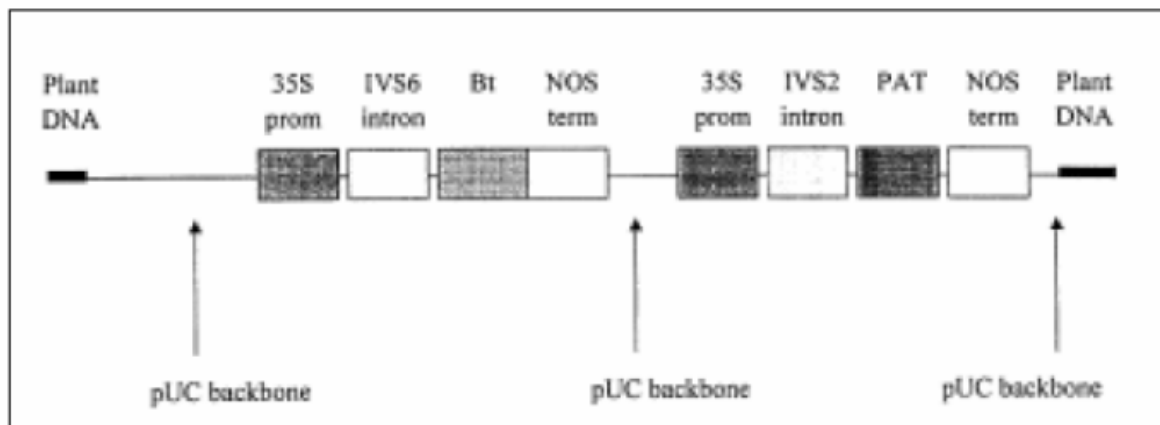 Plant 35S IVS6 Bt NOS 35S IVS2 PAT NOS Plant
DNA prom intron term prom intron term DNA
pUC backbone pUC backbone pUC backbone